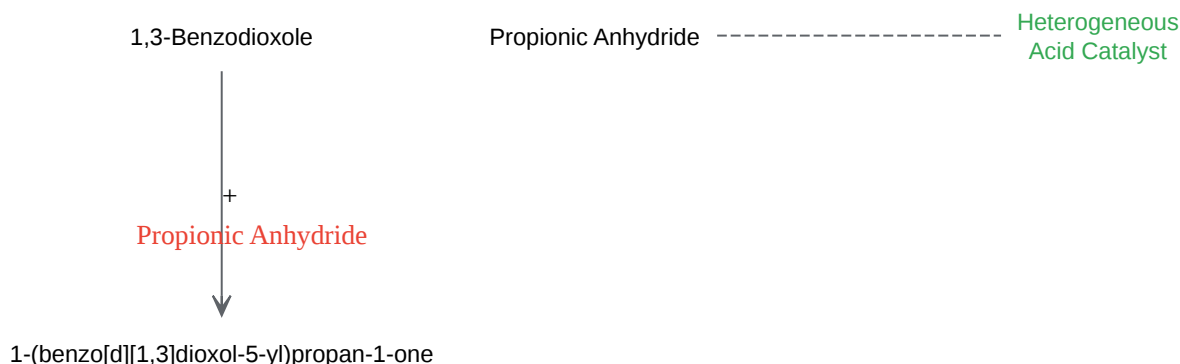 1,3-Benzodioxole
Propionic Anhydride
Heterogeneous
Acid Catalyst
+
Propionic Anhydride
1-(benzo[d][1,3]dioxol-5-yl)propan-1-one